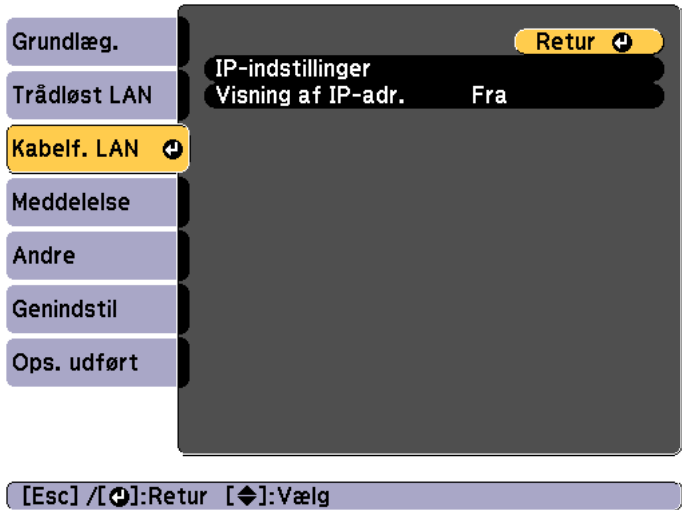 Grundlæg.
Trådløst LAN
Kabelf. LAN
Meddelelse
Andre
Genindstil
Ops. udført
Retur
IP-indstillinger
Visning af IP-adr. Fra
[Esc] /[⏎]:Retur [◆]:Vælg